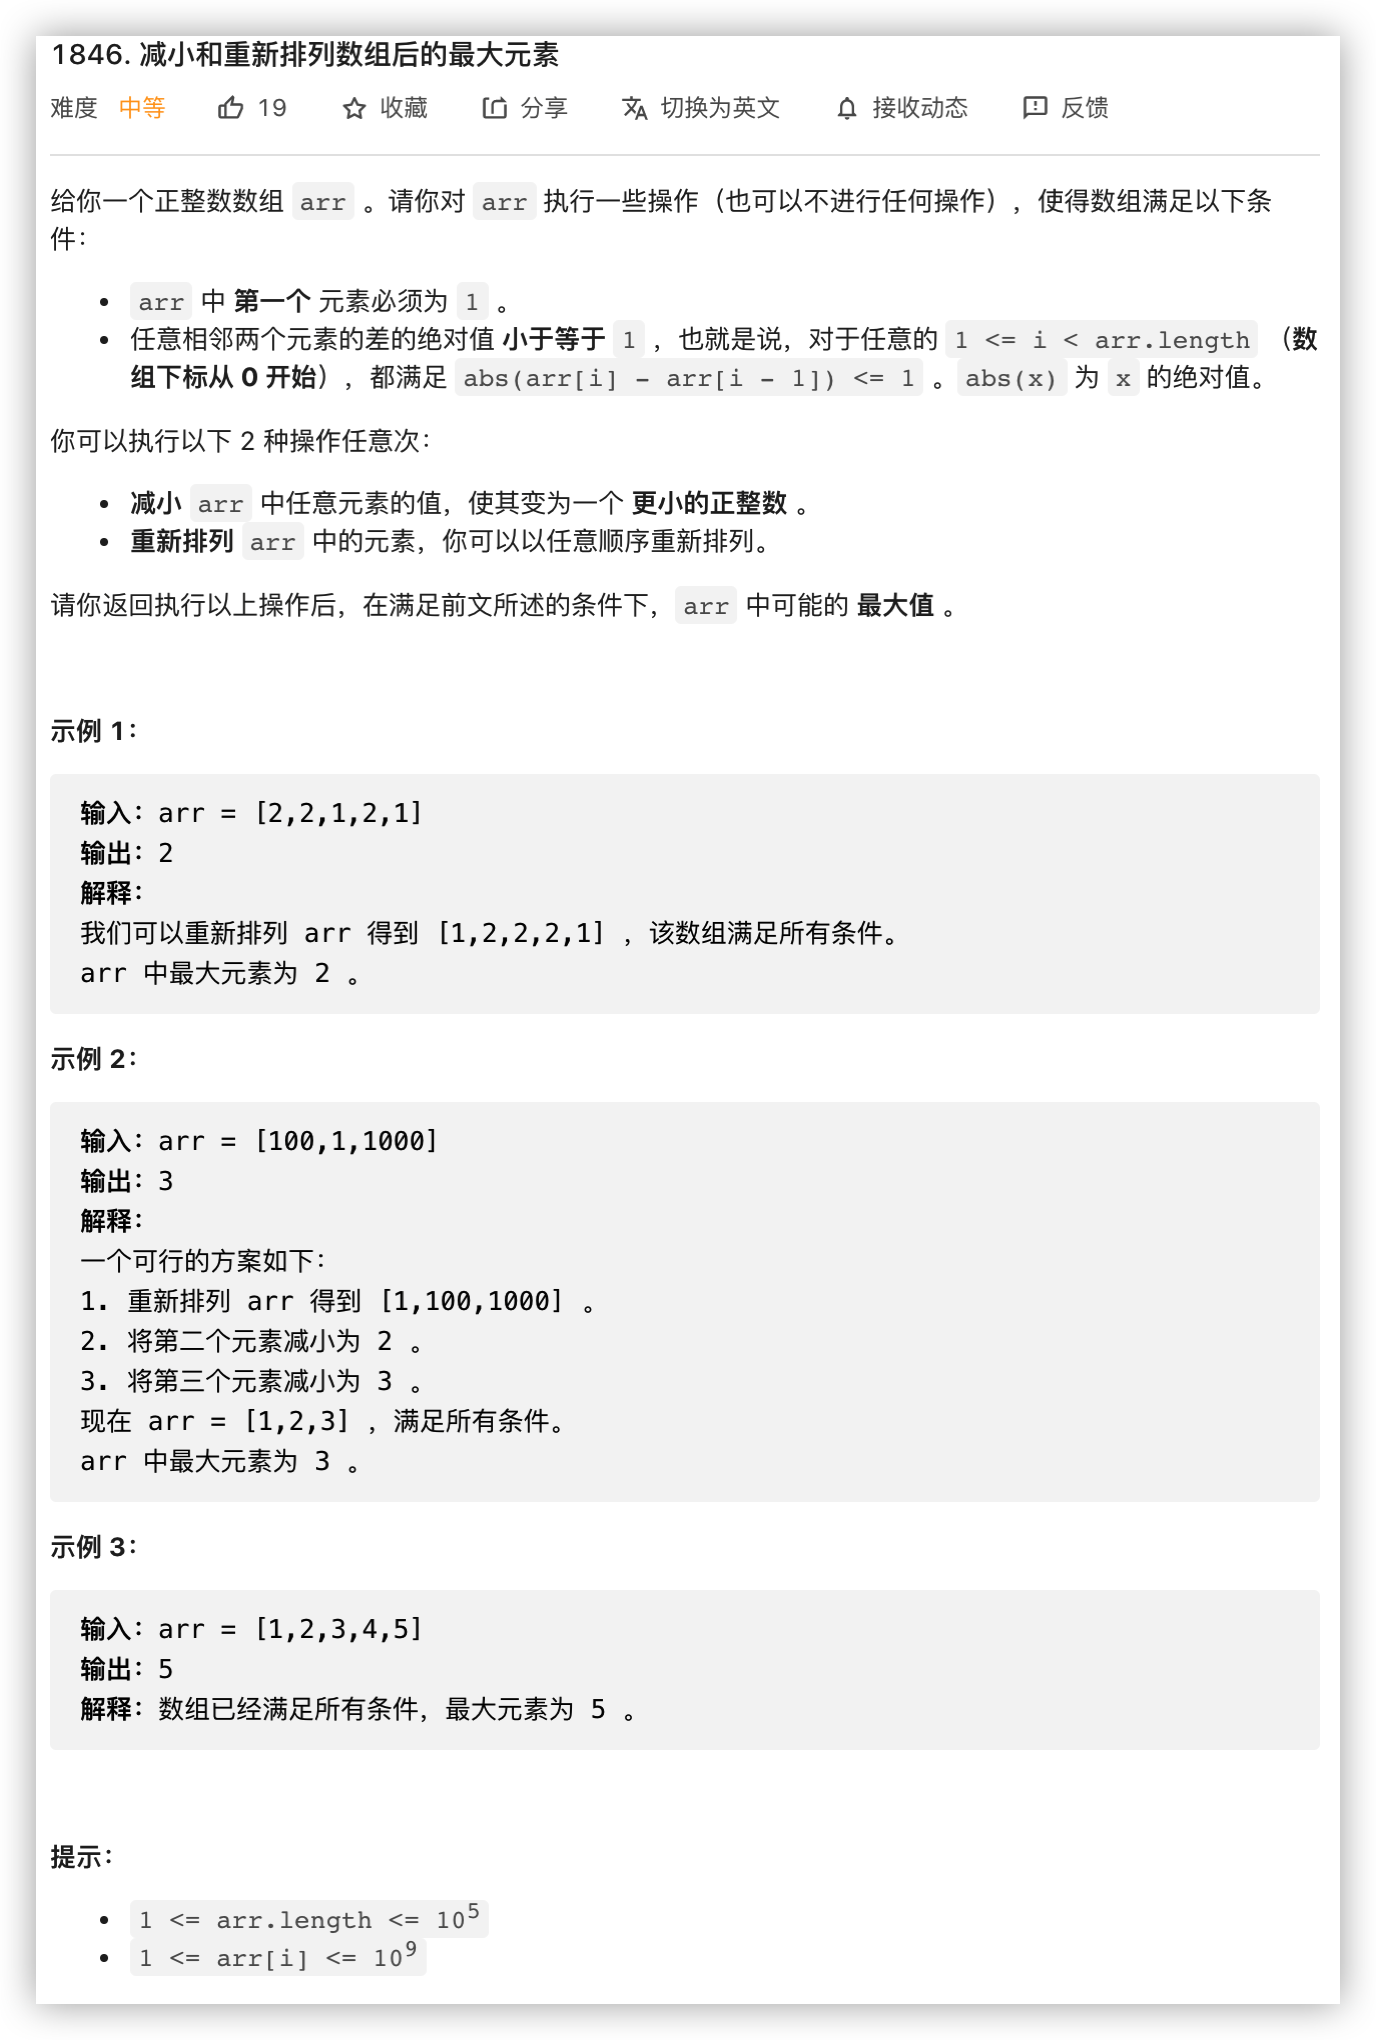 1846. 减小和重新排列数组后的最大元素
难度 中等 19 收藏 分享 切换为英文 接收动态 反馈
给你一个正整数数组 arr 。请你对 arr 执行一些操作（也可以不进行任何操作），使得数组满足以下条
件：
• arr 中 第一个 元素必须为 1 。
• 任意相邻两个元素的差的绝对值 小于等于 1 ，也就是说，对于任意的 1 <= i < arr.length （数
组下标从 0 开始），都满足 abs(arr[i] - arr[i - 1]) <= 1 。abs(x) 为 x 的绝对值。
你可以执行以下 2 种操作任意次：
• 减小 arr 中任意元素的值，使其变为一个 更小的正整数 。
• 重新排列 arr 中的元素，你可以以任意顺序重新排列。
请你返回执行以上操作后，在满足前文所述的条件下，arr 中可能的 最大值 。
示例 1：
输入：arr = [2,2,1,2,1]
输出：2
解释：
我们可以重新排列 arr 得到 [1,2,2,2,1] ，该数组满足所有条件。
arr 中最大元素为 2 。
示例 2：
输入：arr = [100,1,1000]
输出：3
解释：
一个可行的方案如下：
1. 重新排列 arr 得到 [1,100,1000] 。
2. 将第二个元素减小为 2 。
3. 将第三个元素减小为 3 。
现在 arr = [1,2,3] ，满足所有条件。
arr 中最大元素为 3 。
示例 3：
输入：arr = [1,2,3,4,5]
输出：5
解释：数组已经满足所有条件，最大元素为 5 。
提示：
• 1 <= arr.length <= 10⁵
• 1 <= arr[i] <= 10⁹